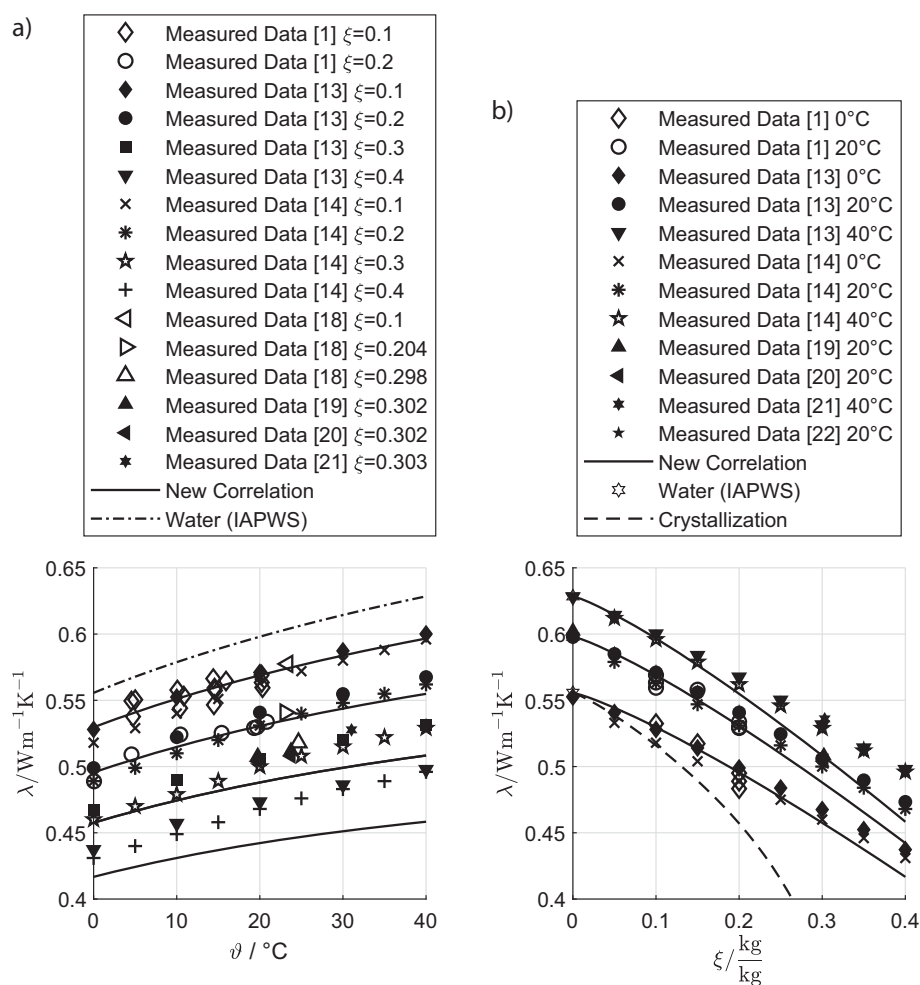 a)
Measured Data [1] ξ=0.1
Measured Data [1] ξ=0.2
Measured Data [13] ξ=0.1
Measured Data [13] ξ=0.2
Measured Data [13] ξ=0.3
Measured Data [13] ξ=0.4
Measured Data [14] ξ=0.1
Measured Data [14] ξ=0.2
Measured Data [14] ξ=0.3
Measured Data [14] ξ=0.4
Measured Data [18] ξ=0.1
Measured Data [18] ξ=0.204
Measured Data [18] ξ=0.298
Measured Data [19] ξ=0.302
Measured Data [20] ξ=0.302
Measured Data [21] ξ=0.303
New Correlation
Water (IAPWS)
0.65
0.6
0.55
0.5
0.45
0.4
λ/Wm⁻¹K⁻¹
0 10 20 30 40
ϑ / °C
b)
Measured Data [1] 0°C
Measured Data [1] 20°C
Measured Data [13] 0°C
Measured Data [13] 20°C
Measured Data [13] 40°C
Measured Data [14] 0°C
Measured Data [14] 20°C
Measured Data [14] 40°C
Measured Data [19] 20°C
Measured Data [20] 20°C
Measured Data [21] 40°C
Measured Data [22] 20°C
New Correlation
Water (IAPWS)
Crystallization
0.65
0.6
0.55
0.5
0.45
0.4
λ/Wm⁻¹K⁻¹
0 0.1 0.2 0.3 0.4
ξ/kg/kg